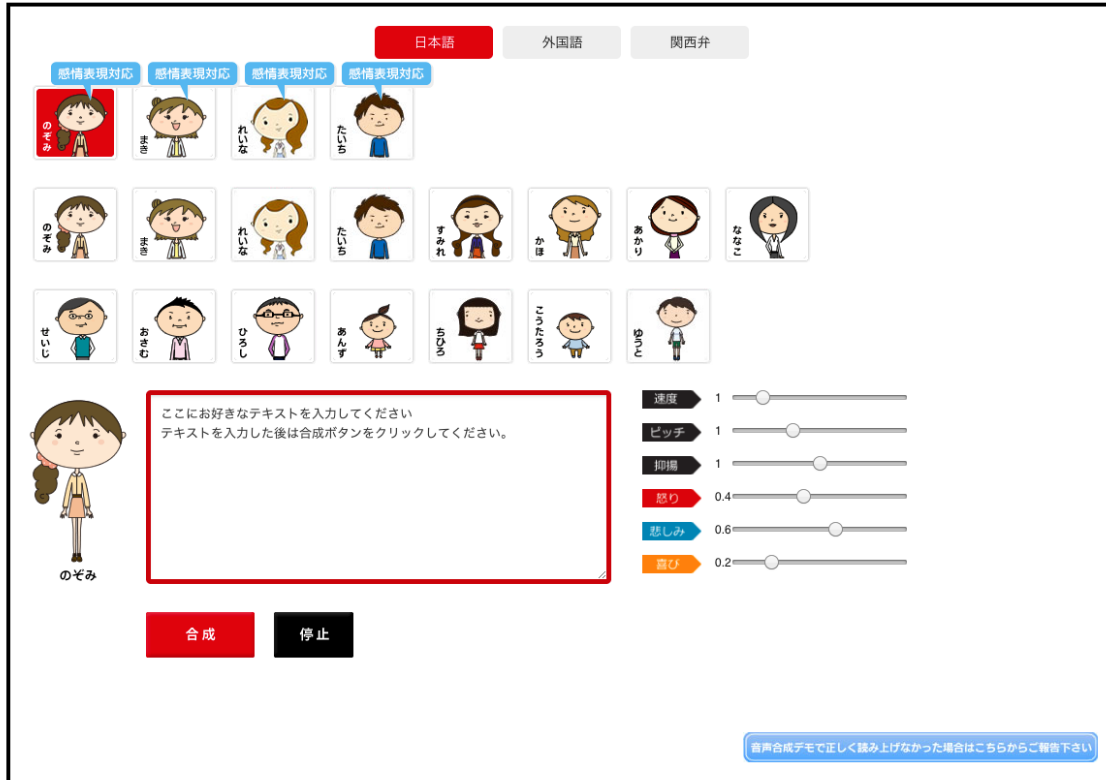 日本語
外国語
関西弁
感情表現対応
感情表現対応
感情表現対応
感情表現対応
のぞみ
まき
れいな
たいち
のぞみ
まき
れいな
たいち
すみれ
かほ
あかり
ななこ
せいじ
おさむ
ひろし
あんず
ちひろ
こうたろう
ゆうと
のぞみ
ここにお好きなテキストを入力してください
テキストを入力した後は合成ボタンをクリックしてください。
速度 1
ピッチ 1
抑揚 1
怒り 0.4
悲しみ 0.6
喜び 0.2
合成
停止
音声合成デモで正しく読み上げなかった場合はこちらからご報告下さい